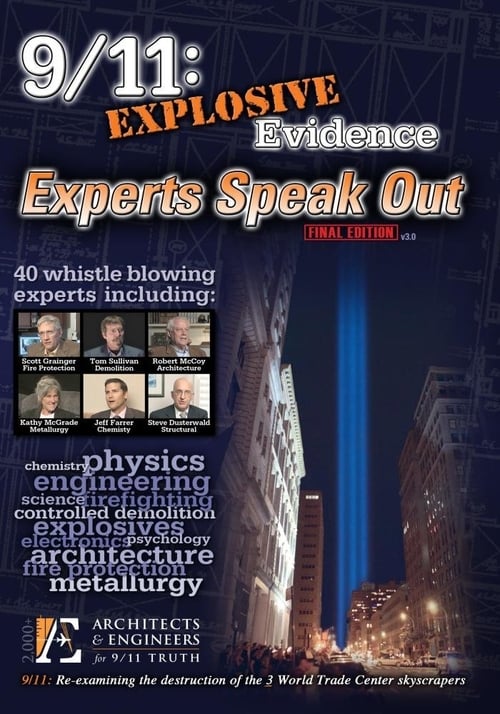 9/11:
EXPLOSIVE
Evidence
Experts Speak Out
FINAL EDITION v3.0
40 whistle blowing
experts including:
Scott Grainger
Fire Protection
Tom Sullivan
Demolition
Robert McCoy
Architecture
Kathy McGrade
Metallurgy
Jeff Farrer
Chemisty
Steve Dusterwald
Structural
chemistry physics
engineering
science firefighting
controlled demolition
explosives
electronics psychology
architecture
fire protection
metallurgy
2,000+
AE
ARCHITECTS
& ENGINEERS
for 9/11 TRUTH
9/11: Re-examining the destruction of the 3 World Trade Center skyscrapers